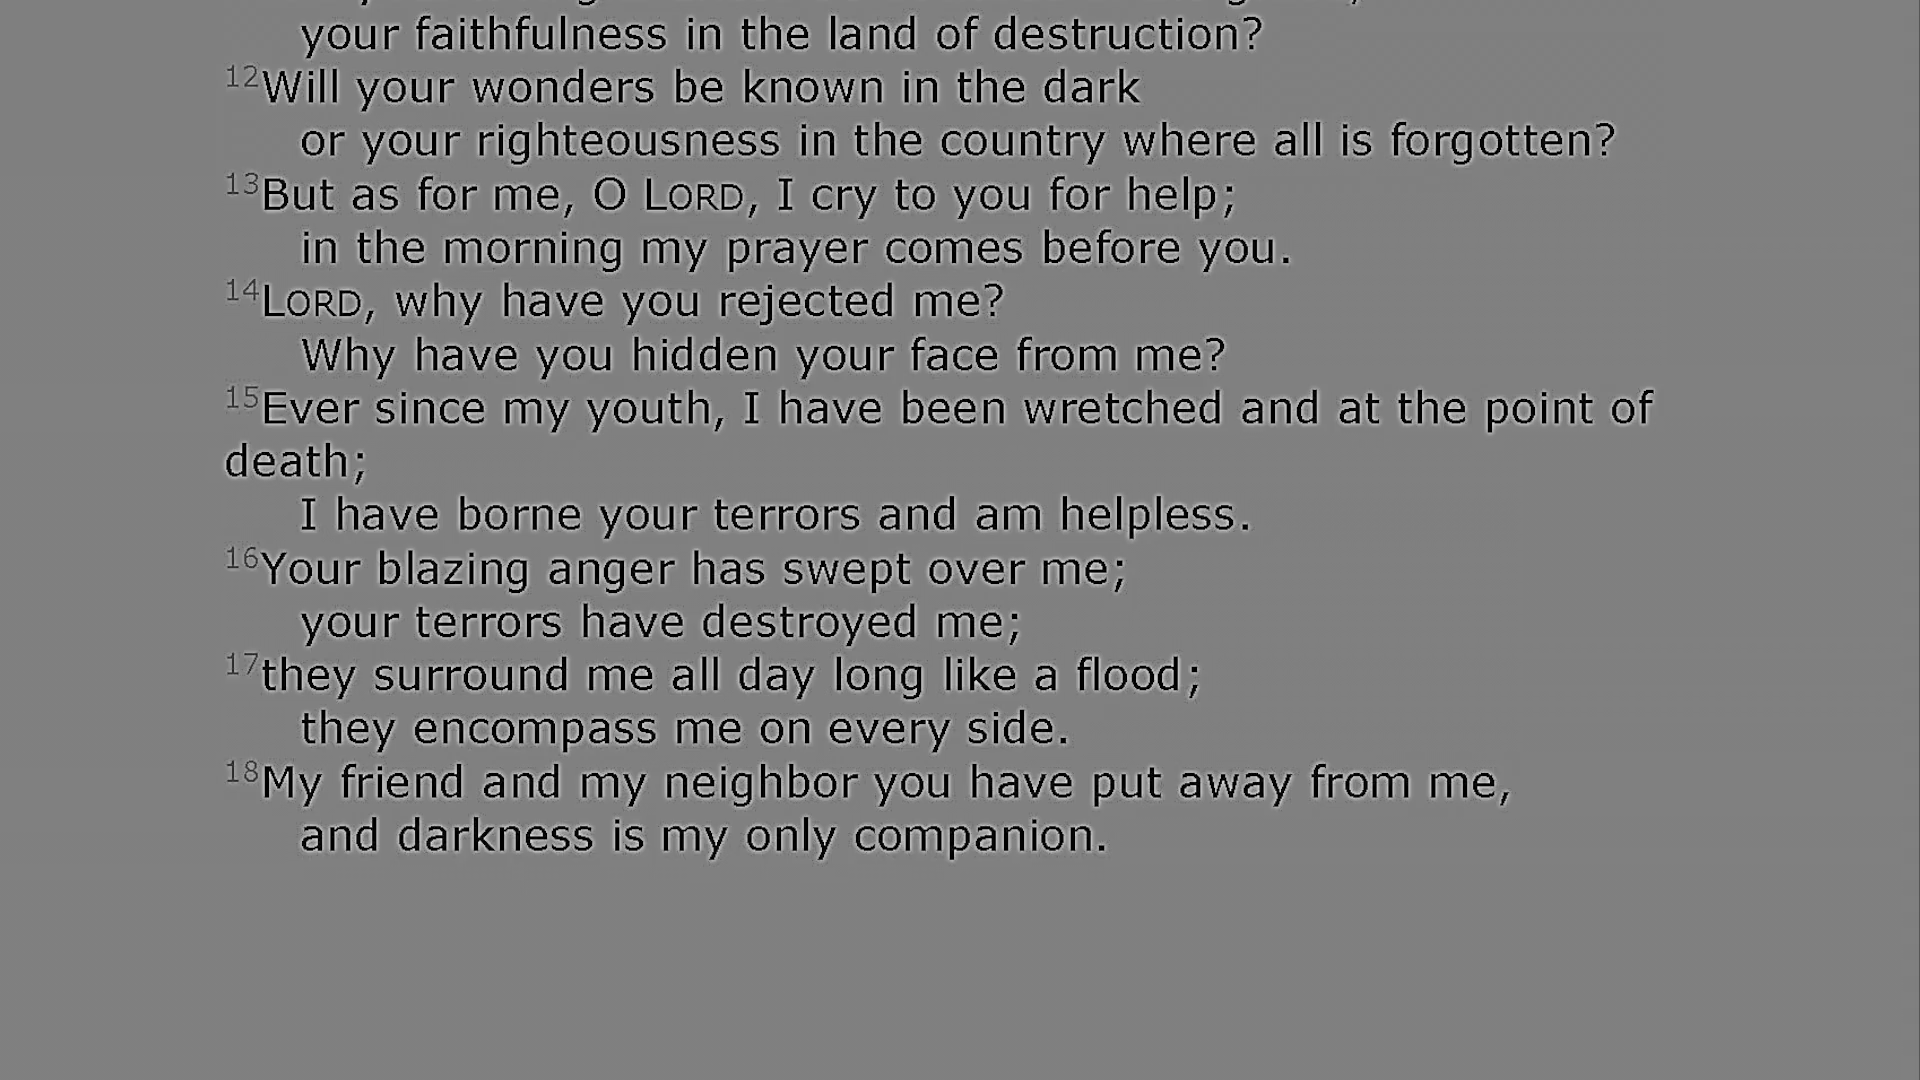 your faithfulness in the land of destruction?
12Will your wonders be known in the dark
or your righteousness in the country where all is forgotten?
13But as for me, O LORD, I cry to you for help;
in the morning my prayer comes before you.
14LORD, why have you rejected me?
Why have you hidden your face from me?
15Ever since my youth, I have been wretched and at the point of
death;
I have borne your terrors and am helpless.
16Your blazing anger has swept over me;
your terrors have destroyed me;
17they surround me all day long like a flood;
they encompass me on every side.
18My friend and my neighbor you have put away from me,
and darkness is my only companion.